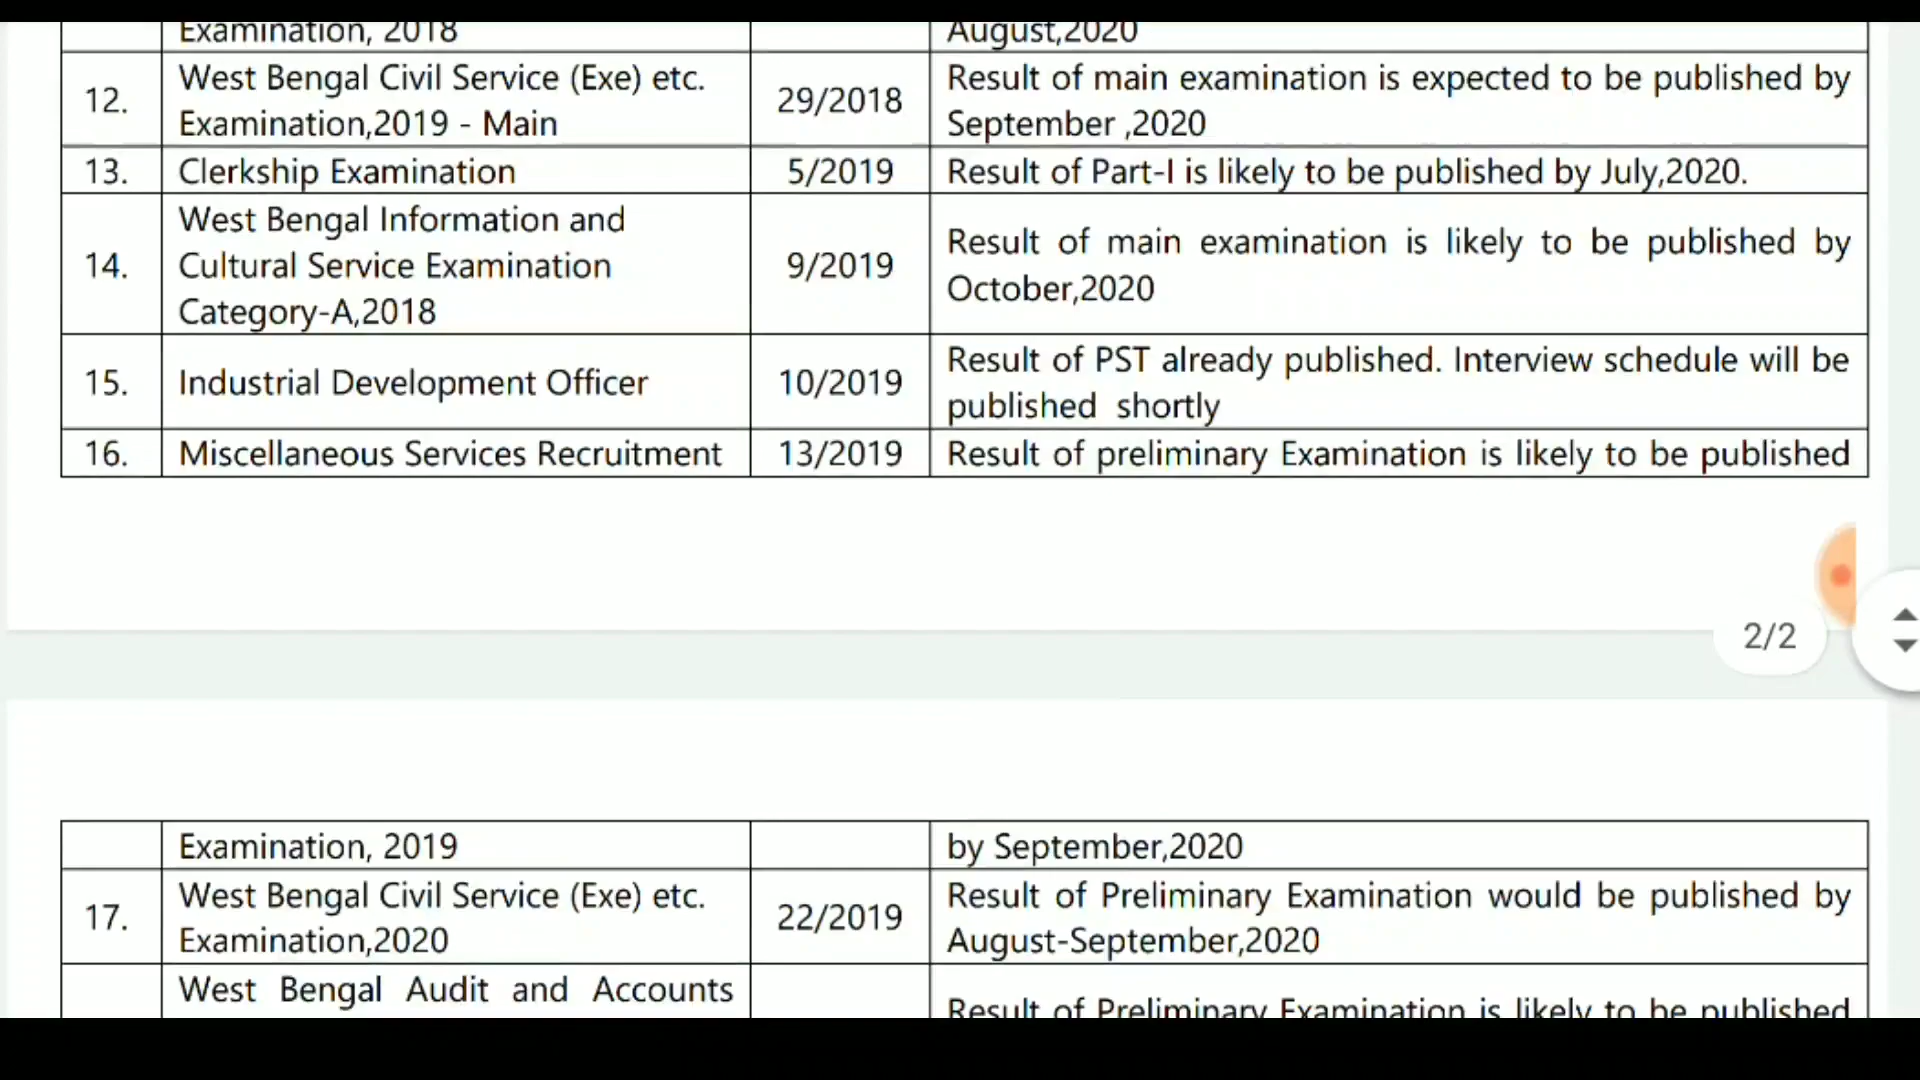 Examination, 2018
August,2020
12.
West Bengal Civil Service (Exe) etc.
Examination,2019 - Main
29/2018
Result of main examination is expected to be published by
September ,2020
13.
Clerkship Examination
5/2019
Result of Part-I is likely to be published by July,2020.
14.
West Bengal Information and
Cultural Service Examination
Category-A,2018
9/2019
Result of main examination is likely to be published by
October,2020
15.
Industrial Development Officer
10/2019
Result of PST already published. Interview schedule will be
published shortly
16.
Miscellaneous Services Recruitment
13/2019
Result of preliminary Examination is likely to be published
2/2
Examination, 2019
by September,2020
17.
West Bengal Civil Service (Exe) etc.
Examination,2020
22/2019
Result of Preliminary Examination would be published by
August-September,2020
West Bengal Audit and Accounts
Result of Preliminary Examination is likely to be published